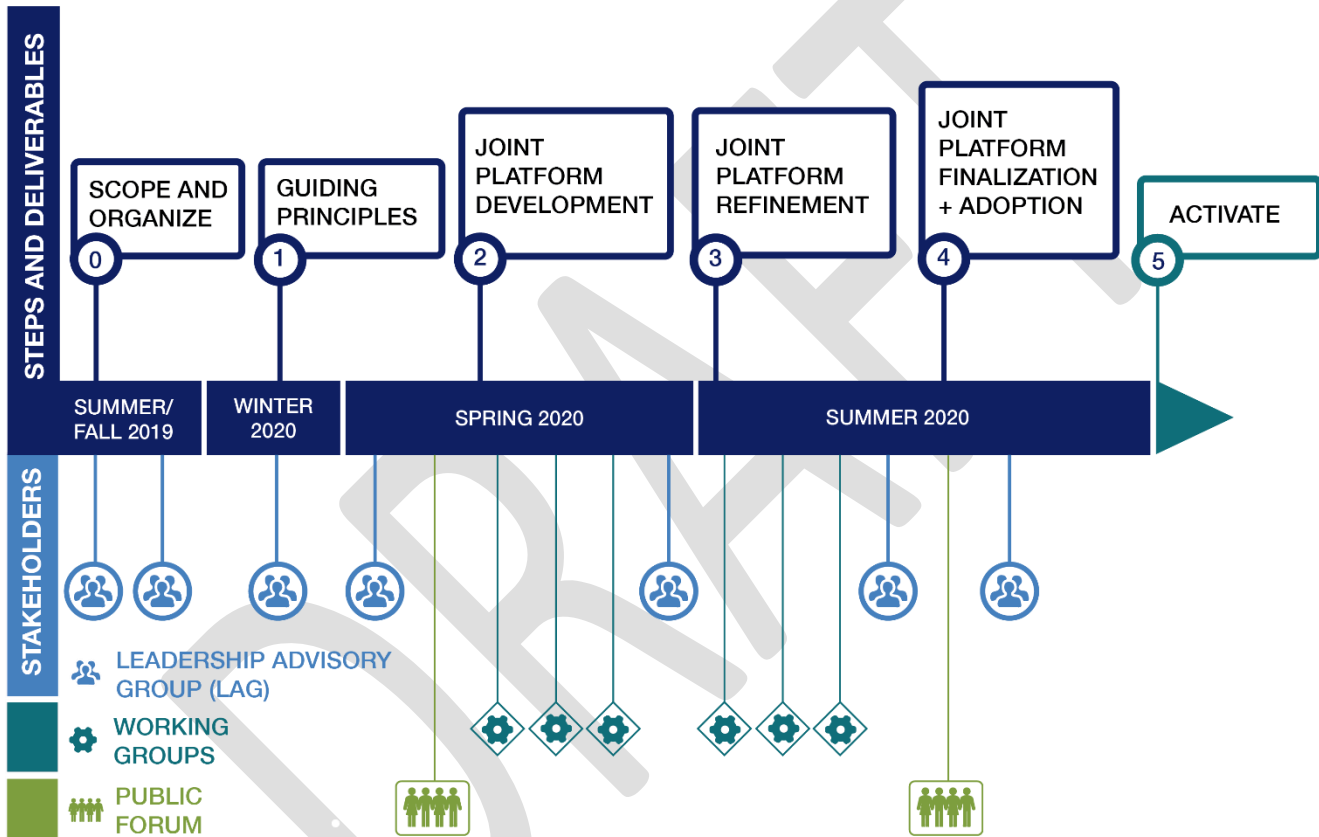 STEPS AND DELIVERABLES
SCOPE AND
ORGANIZE
0
GUIDING
PRINCIPLES
1
JOINT
PLATFORM
DEVELOPMENT
2
JOINT
PLATFORM
REFINEMENT
3
JOINT
PLATFORM
FINALIZATION
+ ADOPTION
4
ACTIVATE
5
SUMMER/
FALL 2019
WINTER
2020
SPRING 2020
SUMMER 2020
STAKEHOLDERS
LEADERSHIP ADVISORY
GROUP (LAG)
WORKING
GROUPS
PUBLIC
FORUM
DRAFT